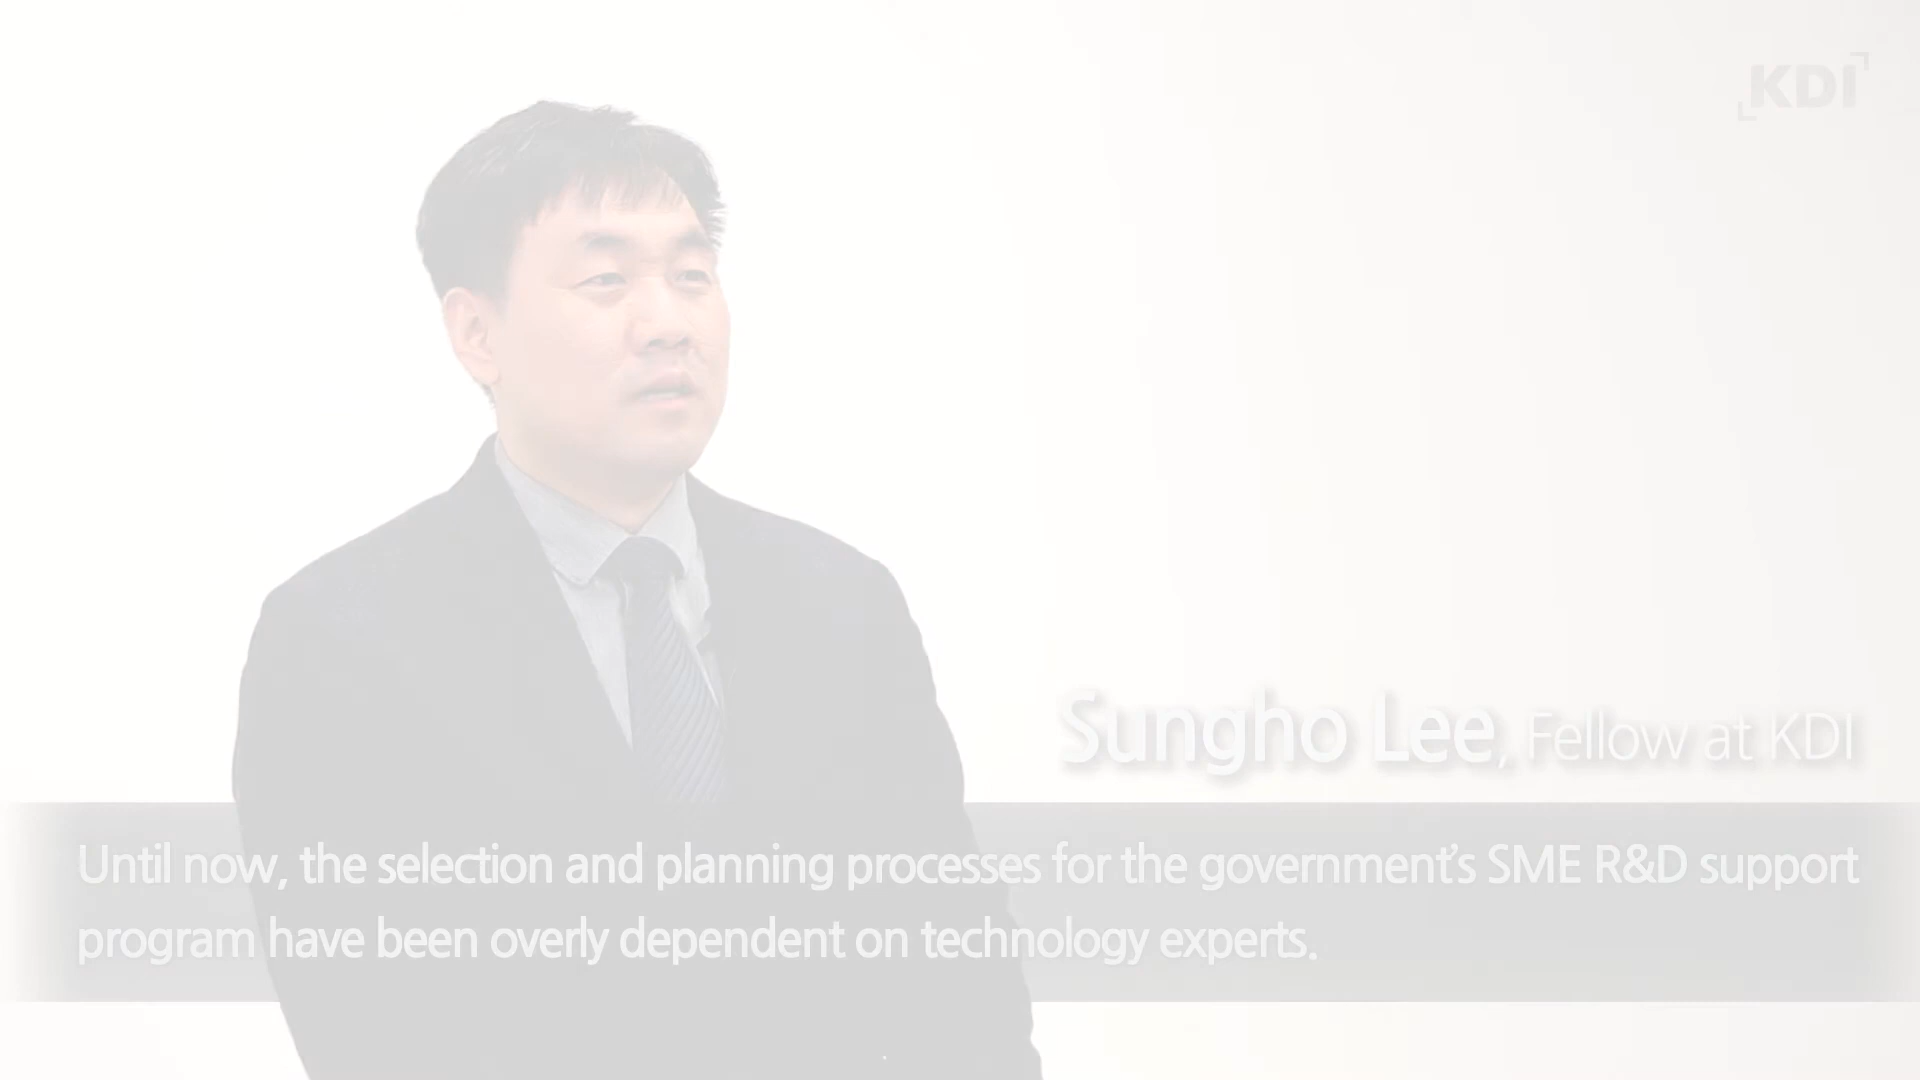 KDI
Sungho Lee, Fellow at KDI
Until now, the selection and planning processes for the government's SME R&D support
program have been overly dependent on technology experts.